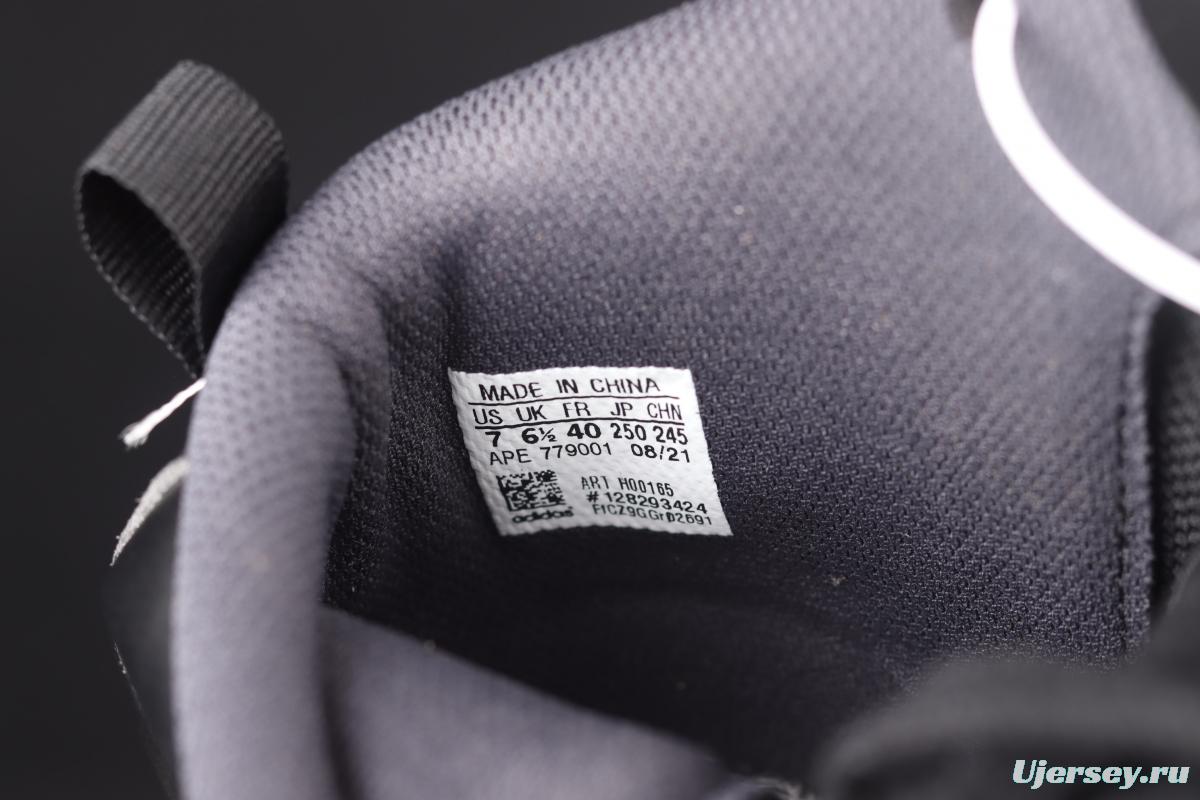 MADE IN CHINA
US UK FR JP CHN
7 6½ 40 250 245
APE 779001 08/21
ART H00165
#128293424
adidas
Ujersey.ru